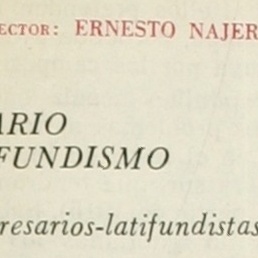 ECTOR: ERNESTO NAJER
ARIO
FUNDISMO
resarios-latifundistas